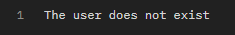 1 The user does not exist